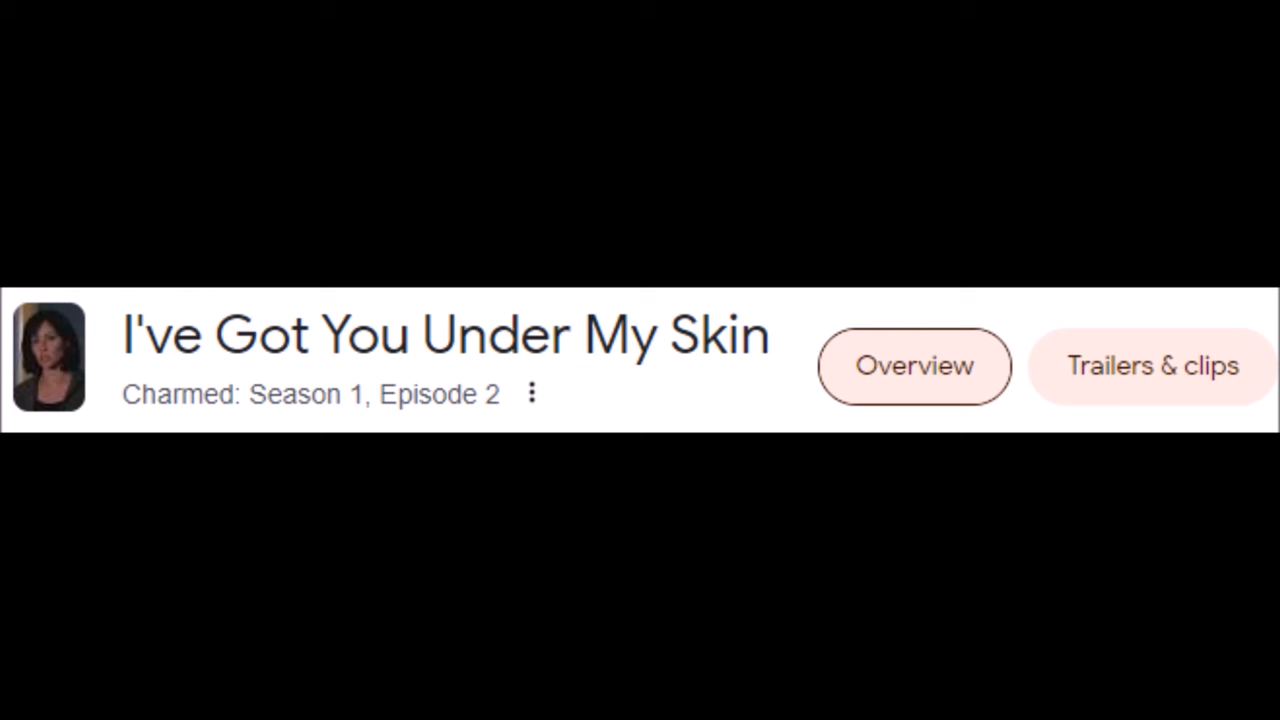 I've Got You Under My Skin
Charmed: Season 1, Episode 2
Overview
Trailers & clips